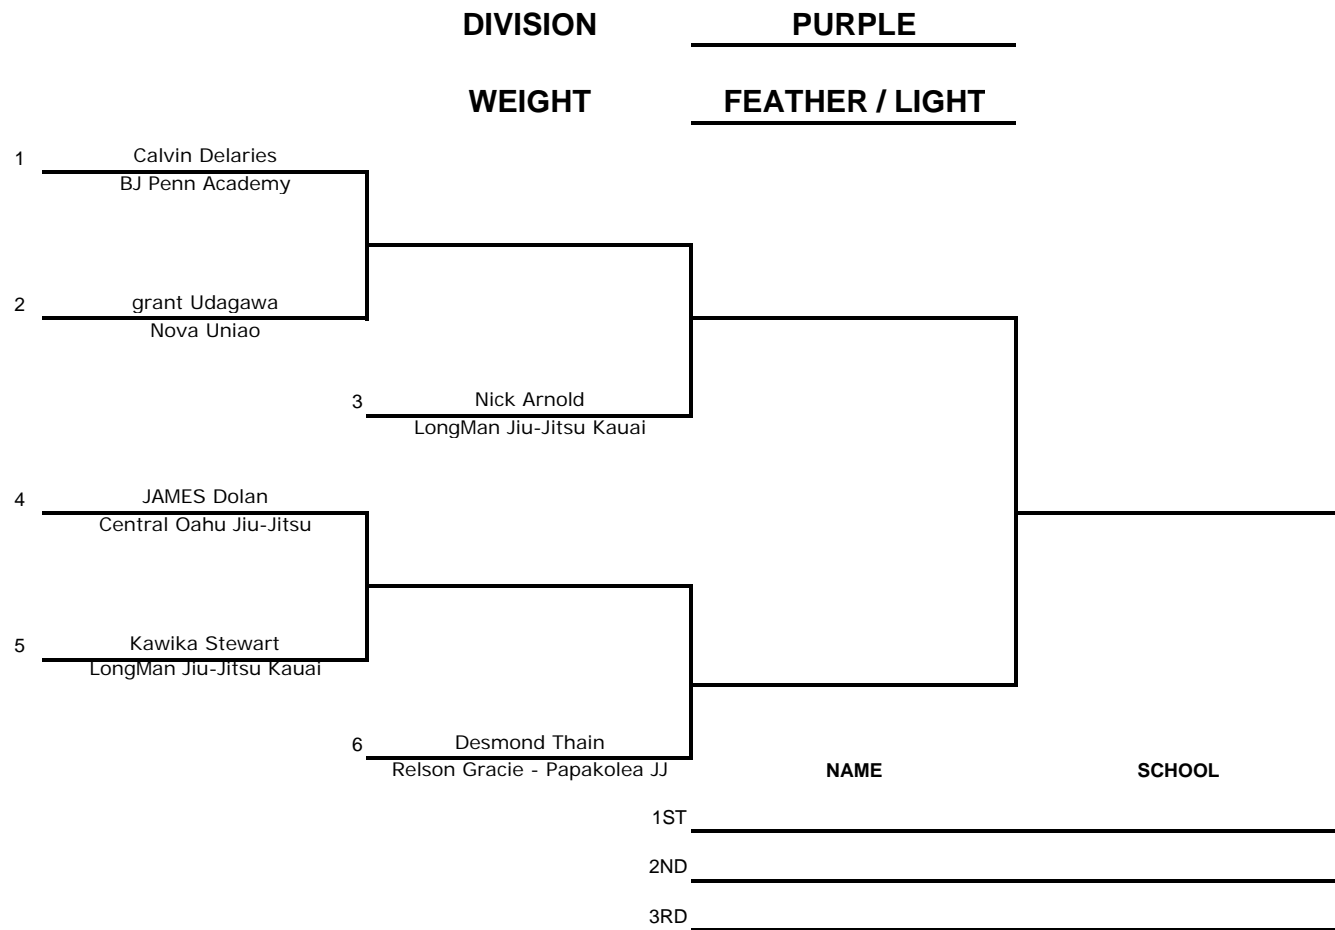 DIVISION PURPLE
WEIGHT FEATHER / LIGHT
1 Calvin Delaries
BJ Penn Academy
2 grant Udagawa
Nova Uniao
3 Nick Arnold
LongMan Jiu-Jitsu Kauai
4 JAMES Dolan
Central Oahu Jiu-Jitsu
5 Kawika Stewart
LongMan Jiu-Jitsu Kauai
6 Desmond Thain
Relson Gracie - Papakolea JJ
NAME SCHOOL
1ST
2ND
3RD